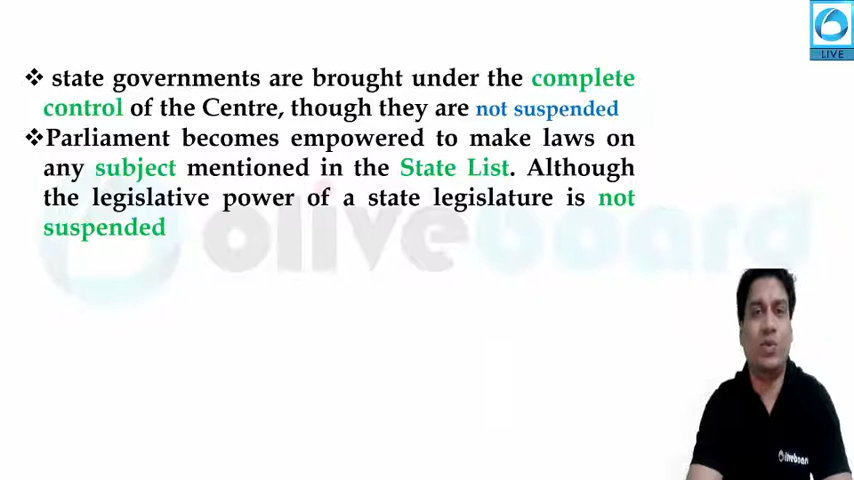 LIVE
❖ state governments are brought under the complete
control of the Centre, though they are not suspended
❖Parliament becomes empowered to make laws on
any subject mentioned in the State List. Although
the legislative power of a state legislature is not
suspended
oliveboard
oliveboard